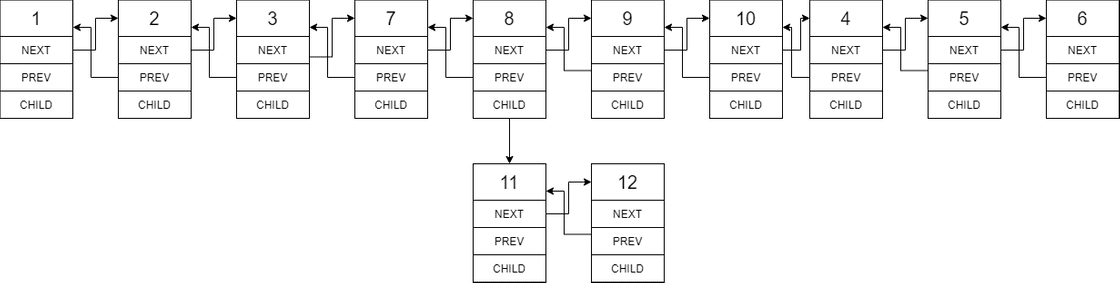 1 2 3 7 8 9 10 4 5 6
NEXT NEXT NEXT NEXT NEXT NEXT NEXT NEXT NEXT NEXT
PREV PREV PREV PREV PREV PREV PREV PREV PREV PREV
CHILD CHILD CHILD CHILD CHILD CHILD CHILD CHILD CHILD CHILD
11 12
NEXT NEXT
PREV PREV
CHILD CHILD